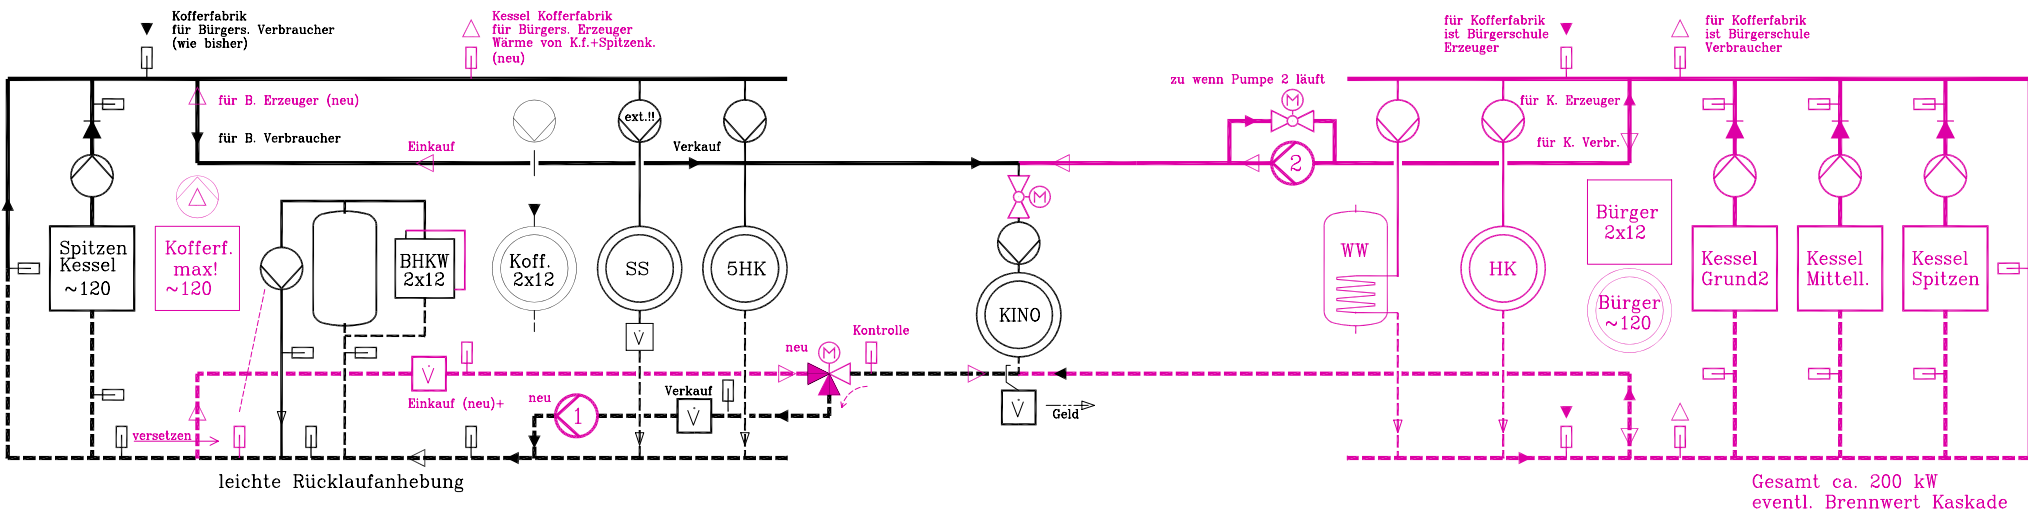 Kofferfabrik
für Bürgers. Verbraucher
(wie bisher)
Kessel Kofferfabrik
für Bürgers. Erzeuger
Wärme von K.f.+Spitzenk.
(neu)
für Kofferfabrik
ist Bürgerschule
Erzeuger
für Kofferfabrik
ist Bürgerschule
Verbraucher
zu wenn Pumpe 2 läuft
für B. Erzeuger (neu)
für B. Verbraucher
Einkauf
ext.!!
Verkauf
M
2
für K. Erzeuger
für K. Verbr.
M
Spitzen
Kessel
~120
Kofferf.
max!
~120
BHKW
2x12
Koff.
2x12
SS
5HK
KINO
WW
HK
Bürger
2x12
Bürger
~120
Kessel
Grund2
Kessel
Mittell.
Kessel
Spitzen
V̇
neu
M
Kontrolle
V̇
Einkauf (neu)+
neu
1
Verkauf
V̇
V̇
Geld
versetzen
leichte Rücklaufanhebung
Gesamt ca. 200 kW
eventl. Brennwert Kaskade